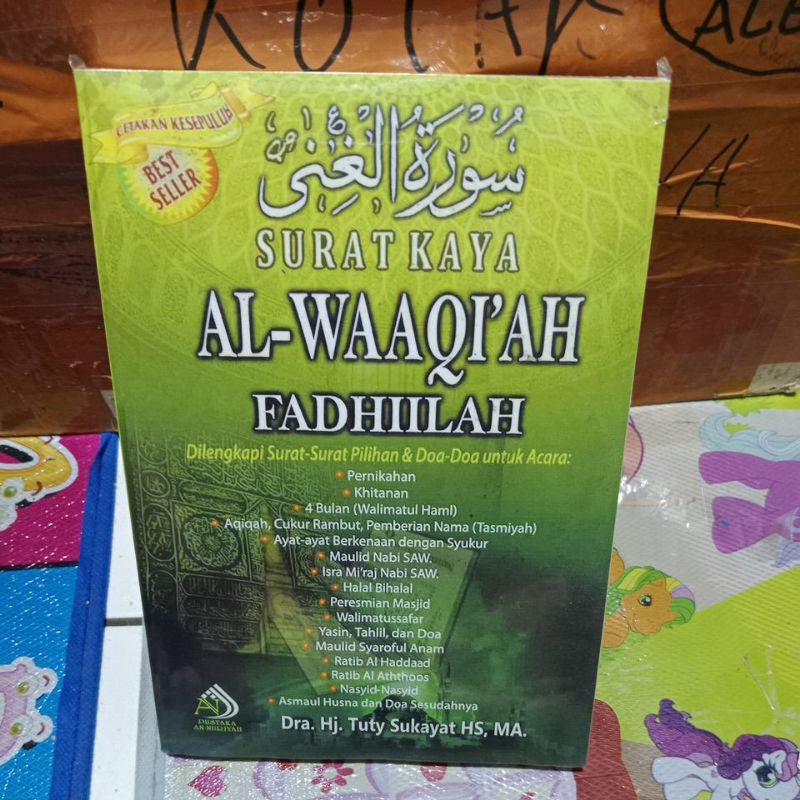 KOTAK
CETAKAN KESEPULUH
BEST
SELLER
سُورَةُ الْغِنَى
SURAT KAYA
AL-WAAQI'AH
FADHIILAH
Dilengkapi Surat-Surat Pilihan & Doa-Doa untuk Acara:
• Pernikahan
• Khitanan
• 4 Bulan (Walimatul Haml)
• Aqiqah, Cukur Rambut, Pemberian Nama (Tasmiyah)
• Ayat-ayat Berkenaan dengan Syukur
• Maulid Nabi SAW.
• Isra Mi'raj Nabi SAW.
• Halal Bihalal
• Peresmian Masjid
• Walimatussafar
• Yasin, Tahlil, dan Doa
• Maulid Syaroful Anam
• Ratib Al Haddaad
• Ratib Al Aththoos
• Nasyid-Nasyid
• Asmaul Husna dan Doa Sesudahnya
PUSTAKA
AN-NURIYAH
Dra. Hj. Tuty Sukayat HS, MA.